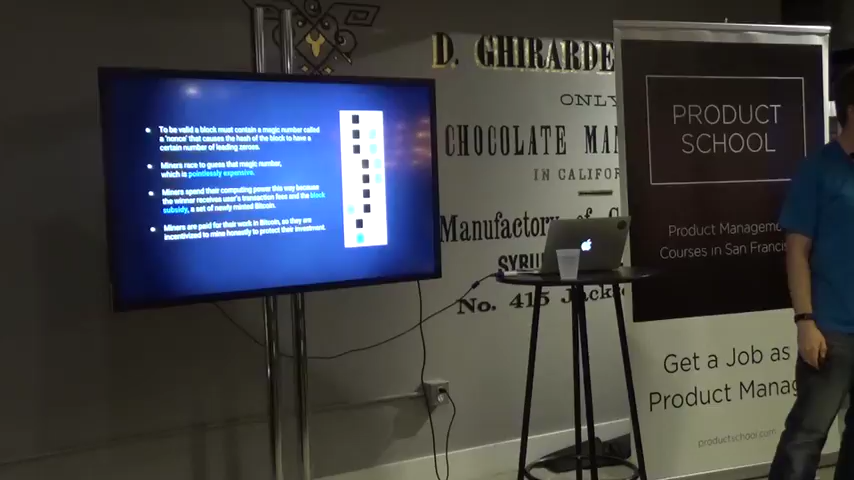 To be valid a block must contain a magic number called
a 'nonce' that causes the hash of the block to have a
certain number of leading zeroes.
Miners race to guess that magic number,
which is pointlessly expensive.
Miners spend their computing power this way because
the winner receives user's transaction fees and the block
subsidy, a set of newly minted Bitcoin.
Miners are paid for their work in Bitcoin, so they are
incentivized to mine honestly to protect their investment.
D. GHIRARDE
ONLY
CHOCOLATE MAN
IN CALIFOR
Manufactory of
SYRU
No. 415 Jacks
PRODUCT
SCHOOL
Product Manageme
Courses in San Francis
Get a Job as
Product Manag
productschool.com